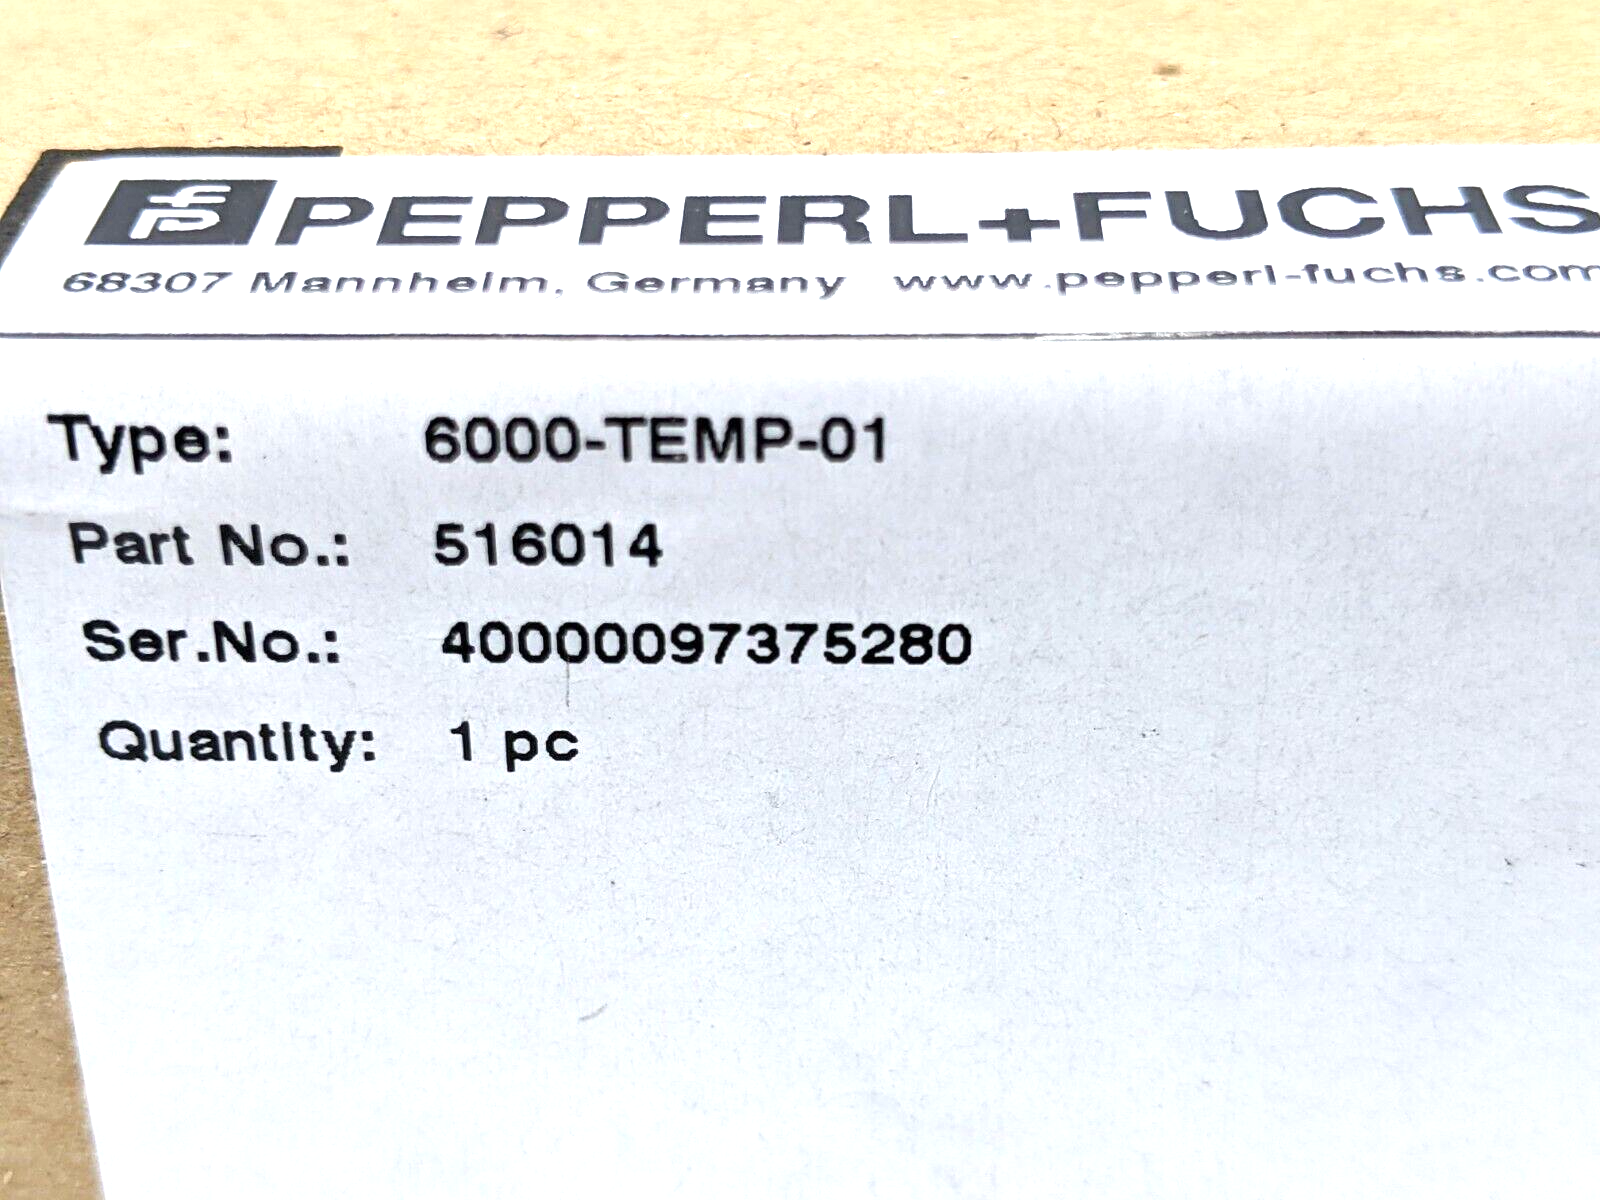 PEPPERL+FUCHS
68307 Mannheim, Germany www.pepperl-fuchs.com
Type: 6000-TEMP-01
Part No.: 516014
Ser.No.: 40000097375280
Quantity: 1 pc